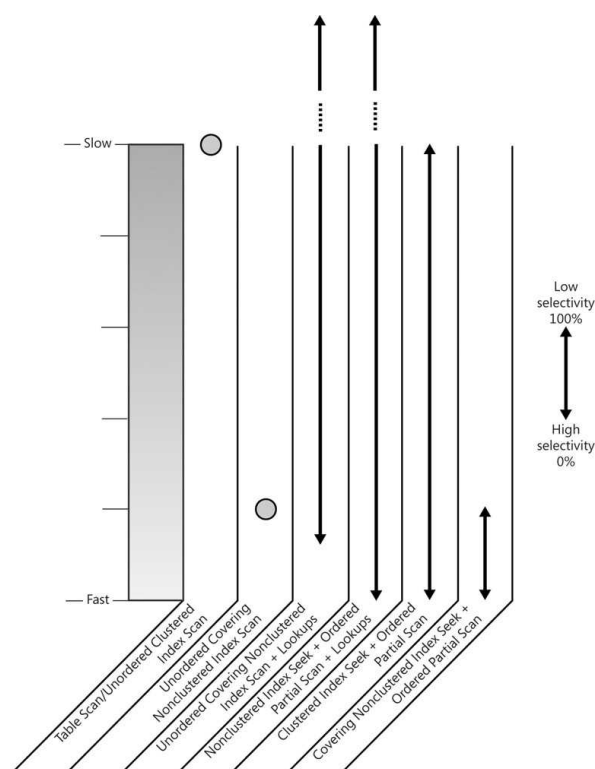 Slow
Low
selectivity
100%
High
selectivity
0%
Fast
Table Scan/Unordered Clustered
Index Scan
Unordered Covering
Nonclustered Index Scan
Unordered Covering Nonclustered
Index Scan + Lookups
Nonclustered Index Seek + Ordered
Partial Scan + Lookups
Clustered Index Seek + Ordered
Partial Scan
Covering Nonclustered Index Seek +
Ordered Partial Scan